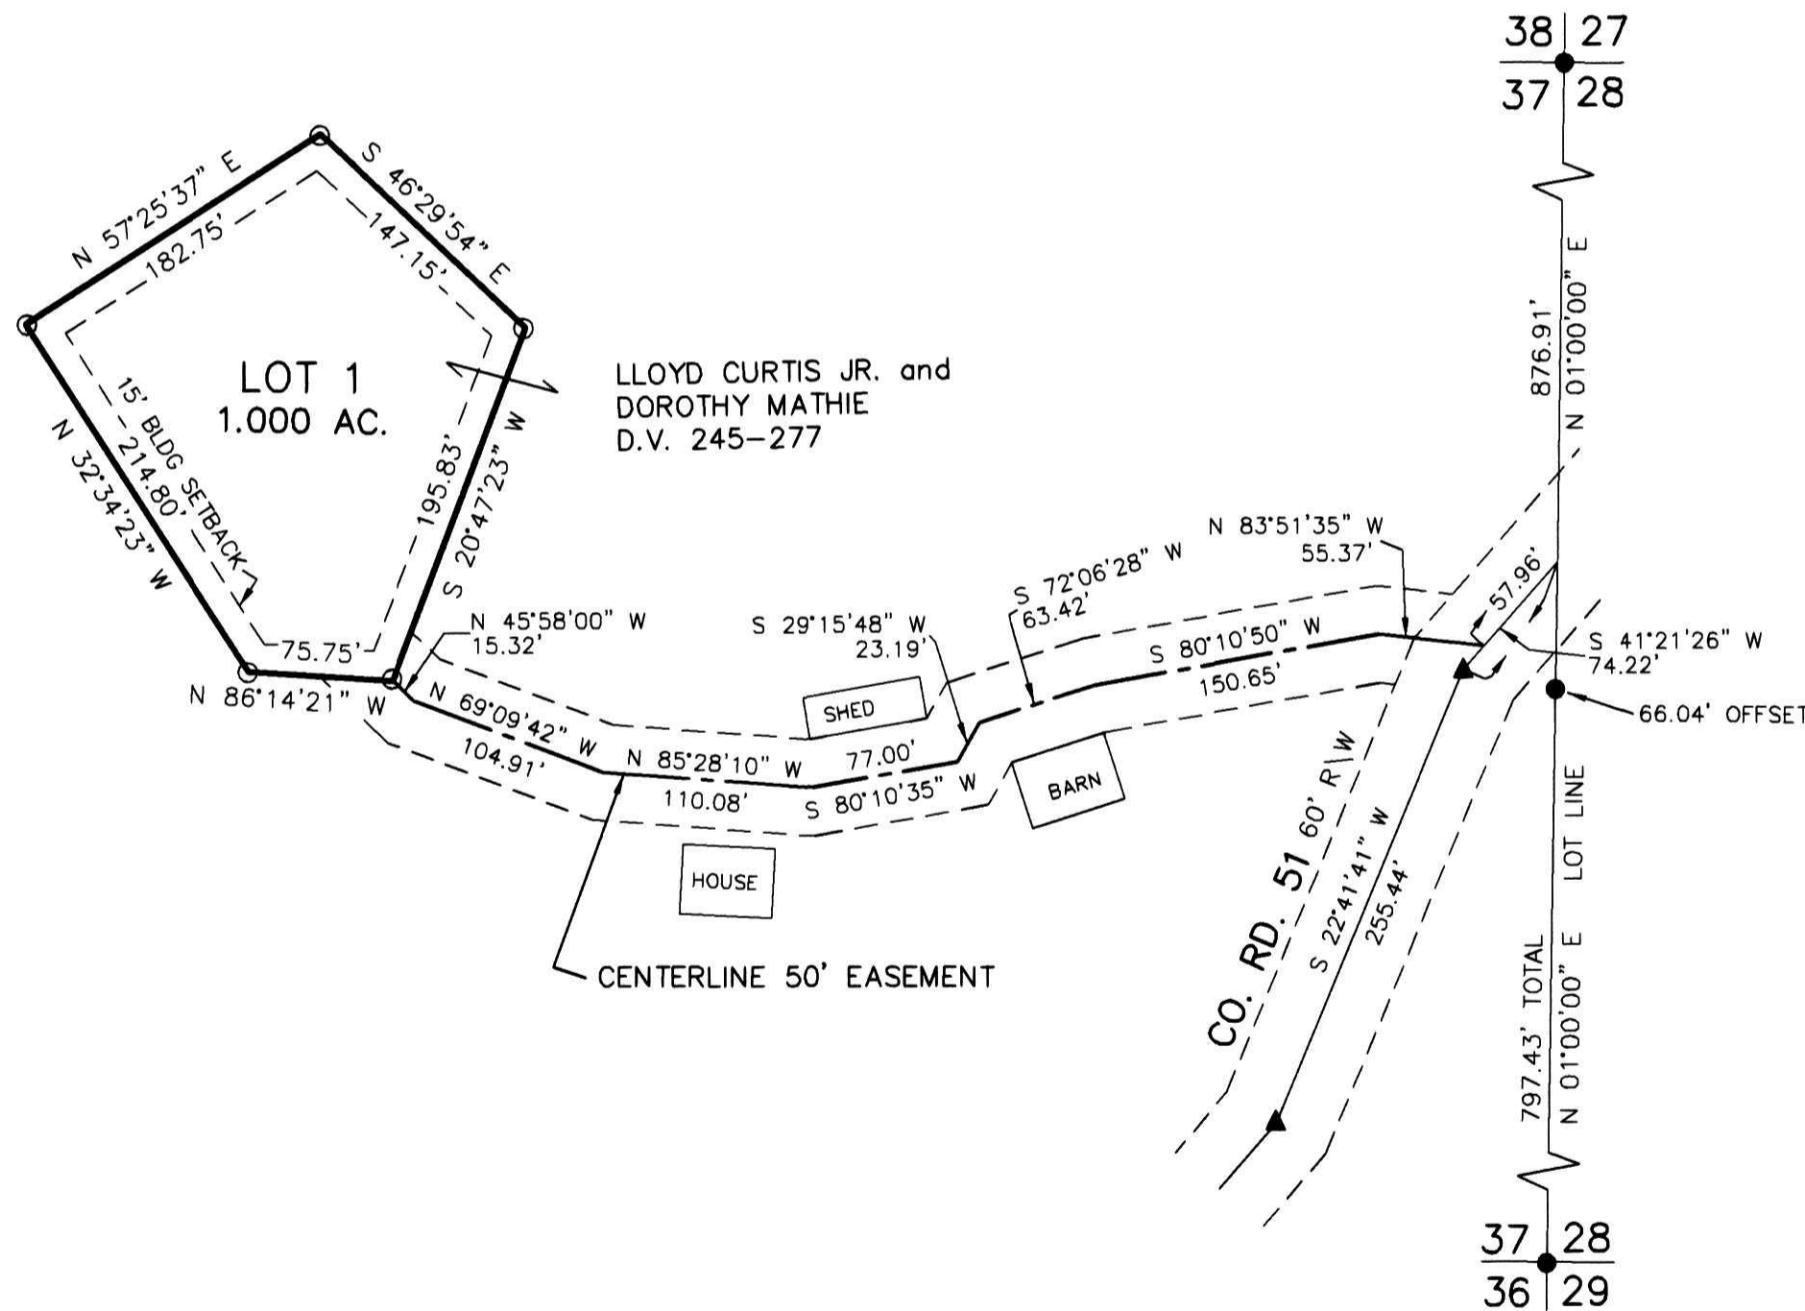 38 27
37 28
N 57°25'37" E
182.75'
S 46°29'54" E
147.15'
LOT 1
1.000 AC.
LLOYD CURTIS JR. and
DOROTHY MATHIE
D.V. 245-277
15' BLDG SETBACK
214.80'
N 32°34'23" W
195.83'
S 20°47'23" W
75.75'
N 86°14'21" W
N 45°58'00" W
15.32'
N 69°09'42" W
104.91'
N 85°28'10" W
110.08'
SHED
77.00'
S 80°10'35" W
S 29°15'48" W
23.19'
S 72°06'28" W
63.42'
S 80°10'50" W
150.65'
N 83°51'35" W
55.37'
57.96'
S 41°21'26" W
74.22'
66.04' OFFSET
876.91'
N 01°00'00" E
BARN
HOUSE
CENTERLINE 50' EASEMENT
CO. RD. 51 60' R\W
S 22°41'41" W
255.44'
797.43' TOTAL
N 01°00'00" E LOT LINE
37 28
36 29